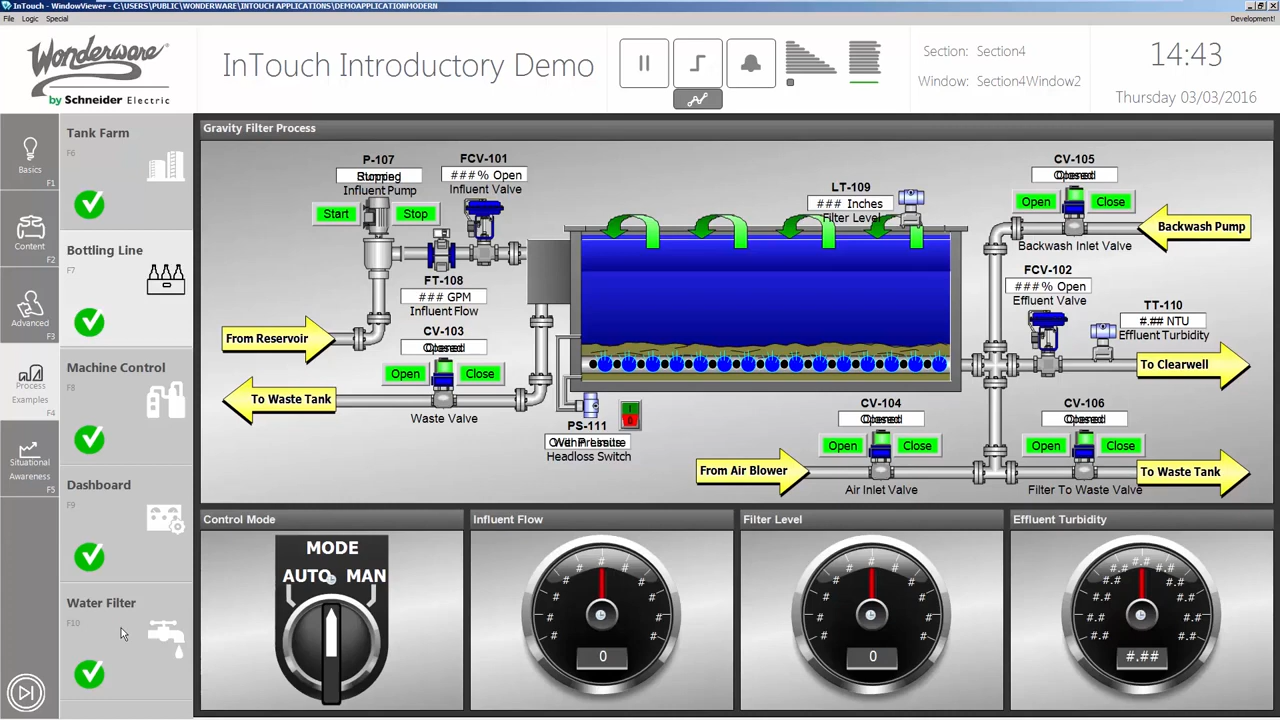 InTouch - WindowViewer - C:\USERS\PUBLIC\WONDERWARE\INTOUCH APPLICATIONS\DEMOAPPLICATIONMODERN
File Logic Special
Development!
Wonderware
by Schneider Electric
InTouch Introductory Demo
Section: Section4
Window: Section4Window2
14:43
Thursday 03/03/2016
Basics
F1
Content
F2
Advanced
F3
Process
Examples
F4
Situational
Awareness
F5
Tank Farm
F6
Bottling Line
F7
Machine Control
F8
Dashboard
F9
Water Filter
F10
Gravity Filter Process
P-107
Influent Pump
Start
Stop
FCV-101
###% Open
Influent Valve
FT-108
### GPM
Influent Flow
From Reservoir
CV-103
Open
Close
Waste Valve
To Waste Tank
LT-109
### Inches
Filter Level
PS-111
Headloss Switch
CV-105
Open
Close
Backwash Inlet Valve
Backwash Pump
FCV-102
###% Open
Effluent Valve
TT-110
#.## NTU
Effluent Turbidity
To Clearwell
CV-104
Open
Close
Air Inlet Valve
From Air Blower
CV-106
Open
Close
Filter To Waste Valve
To Waste Tank
Control Mode
MODE
AUTO MAN
Influent Flow
# # # # # # # # # # #
0
Filter Level
# # # # # # # # # # #
0
Effluent Turbidity
#.# #.# #.# #.# #.# #.# #.# #.# #.# #.# #.#
#.##